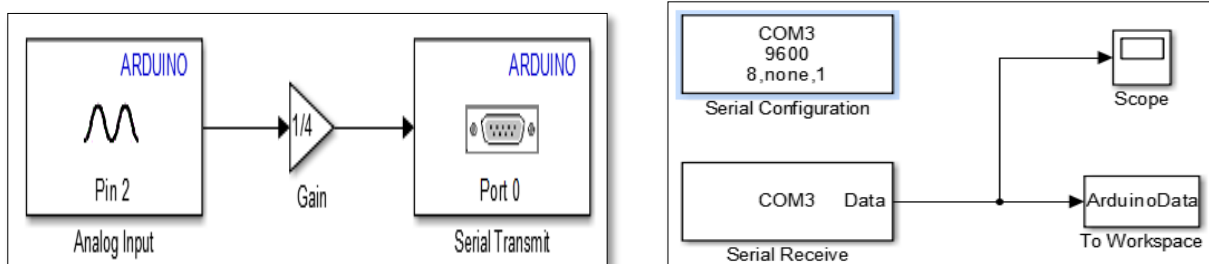 ARDUINO
Pin 2
Analog Input
1/4
Gain
ARDUINO
Port 0
Serial Transmit
COM3
9600
8,none,1
Serial Configuration
Scope
COM3 Data
Serial Receive
ArduinoData
To Workspace